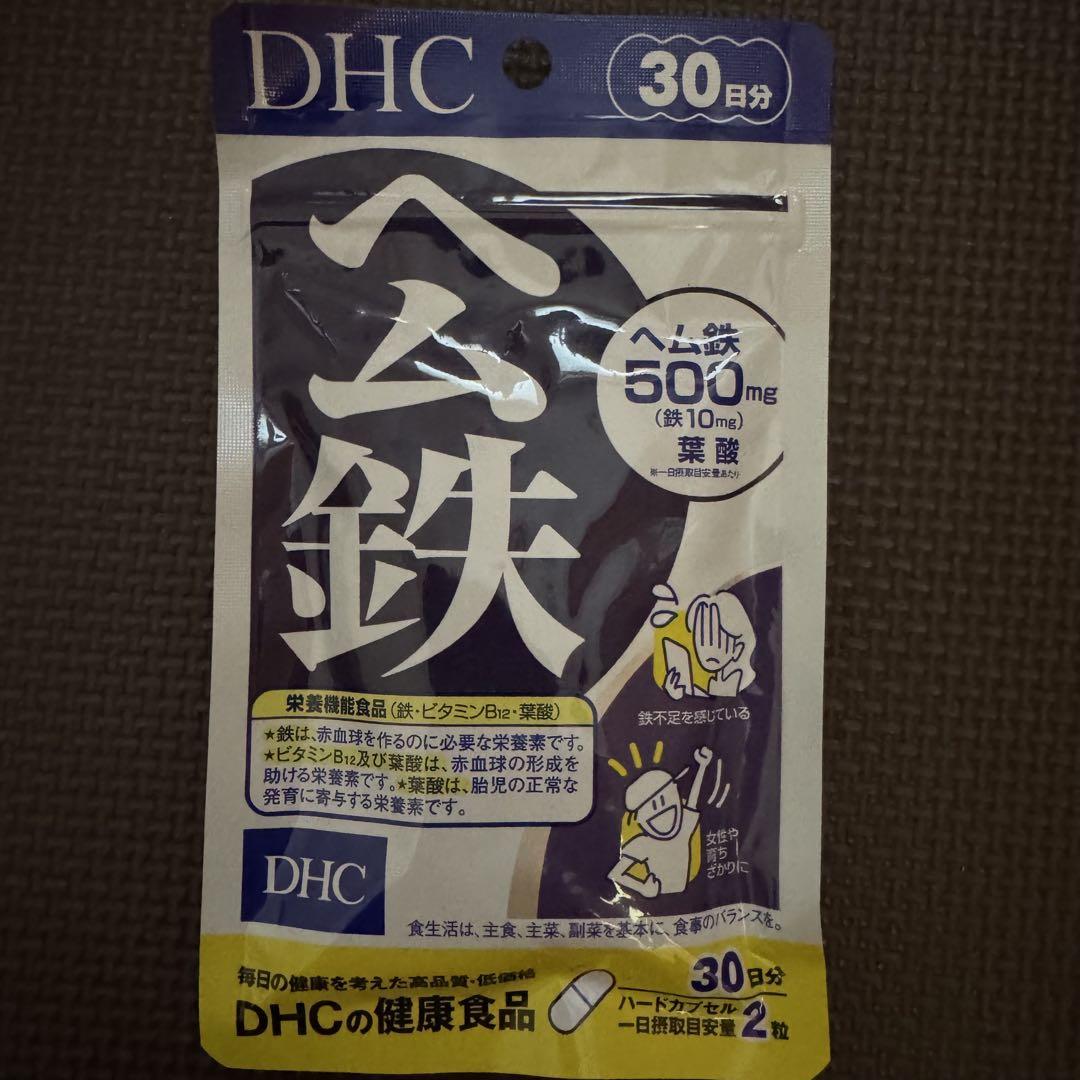 DHC
30日分
ヘム鉄
ヘム鉄
500mg
(鉄10mg)
葉酸
※一日摂取目安量あたり
鉄不足を感じている
栄養機能食品(鉄・ビタミンB12・葉酸)
★鉄は、赤血球を作るのに必要な栄養素です。
★ビタミンB12及び葉酸は、赤血球の形成を
助ける栄養素です。★葉酸は、胎児の正常な
発育に寄与する栄養素です。
女性や
育ち
ざかりに
DHC
食生活は、主食、主菜、副菜を基本に、食事のバランスを。
毎日の健康を考えた高品質・低価格
DHCの健康食品
30日分
ハードカプセル
一日摂取目安量 2粒